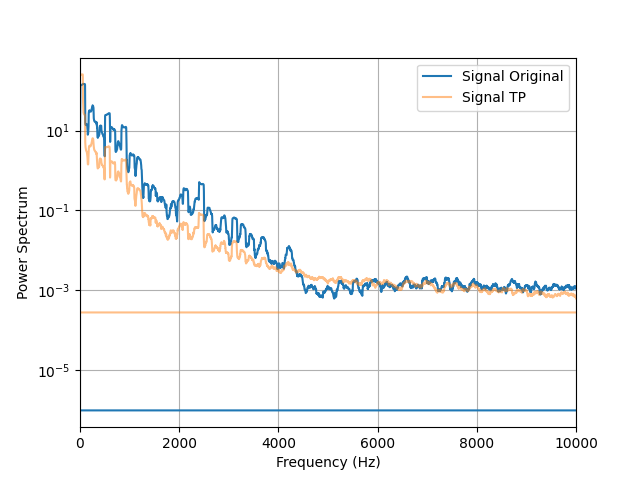 Signal Original
Signal TP
10¹
10⁻¹
10⁻³
10⁻⁵
Power Spectrum
0 2000 4000 6000 8000 10000
Frequency (Hz)